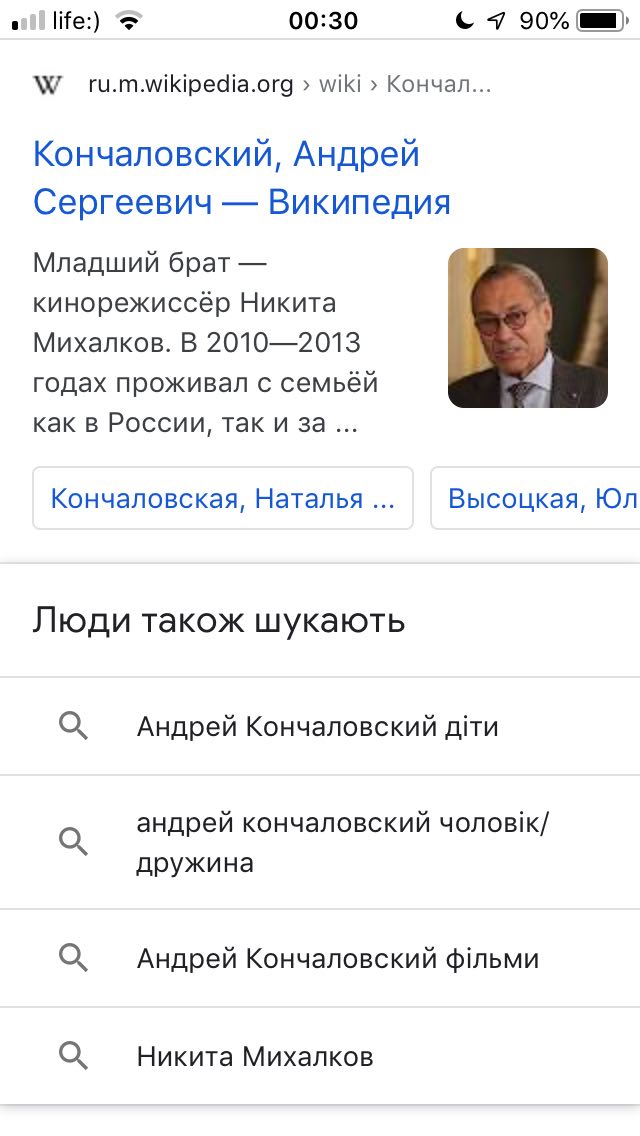 life:) 00:30 90%
W ru.m.wikipedia.org › wiki › Кончал...
Кончаловский, Андрей
Сергеевич — Википедия
Младший брат —
кинорежиссёр Никита
Михалков. В 2010—2013
годах проживал с семьёй
как в России, так и за ...
Кончаловская, Наталья ... Высоцкая, Юл
Люди також шукають
Андрей Кончаловский діти
андрей кончаловский чоловік/
дружина
Андрей Кончаловский фільми
Никита Михалков